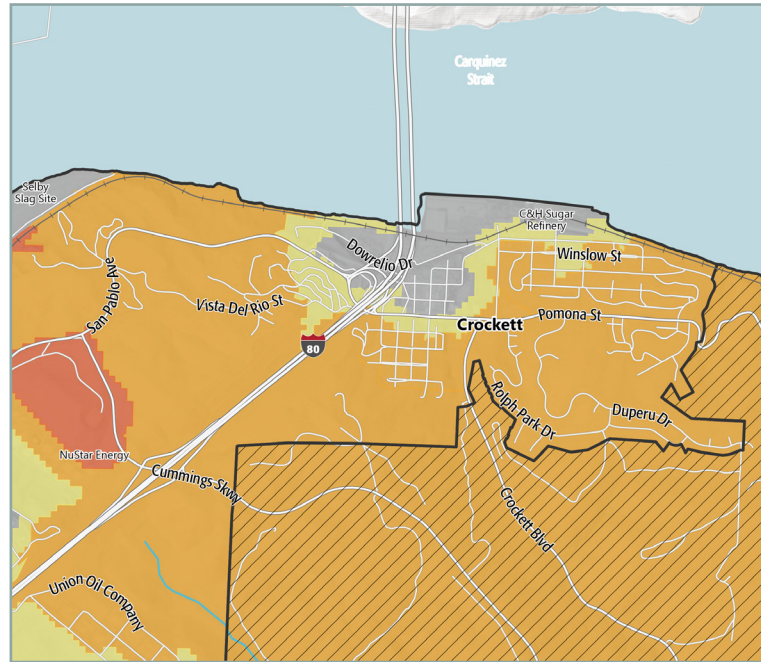 Carquinez
Strait
Selby
Slag Site
C&H Sugar
Refinery
Dowrelio Dr
Winslow St
San Pablo Ave
Vista Del Rio St
Pomona St
Crockett
80
Rolph Park Dr
Duperu Dr
NuStar Energy
Cummings Skwy
Crockett Blvd
Union Oil Company